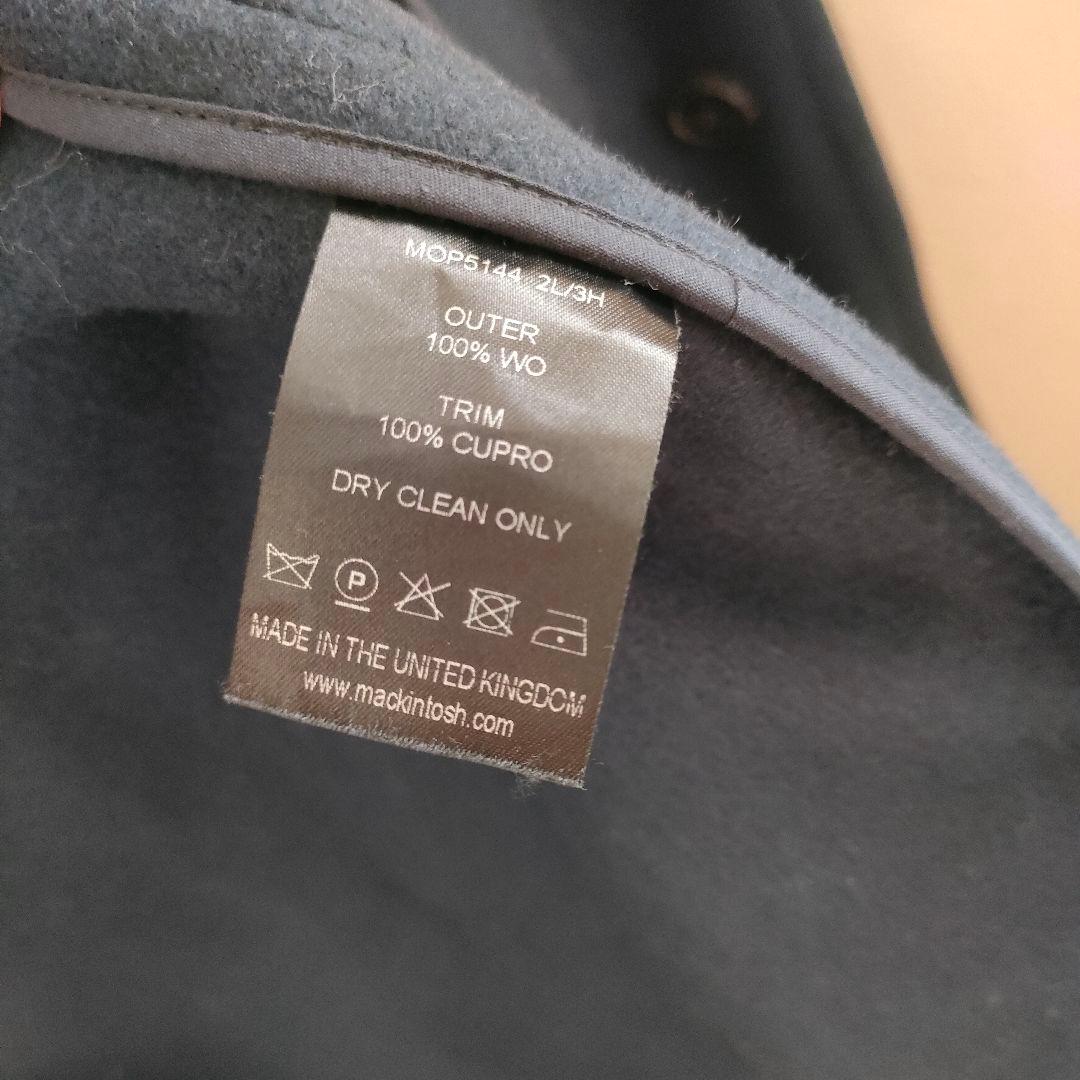 MOP5144 2L/3H
OUTER
100% WO
TRIM
100% CUPRO
DRY CLEAN ONLY
P
MADE IN THE UNITED KINGDOM
www.mackintosh.com